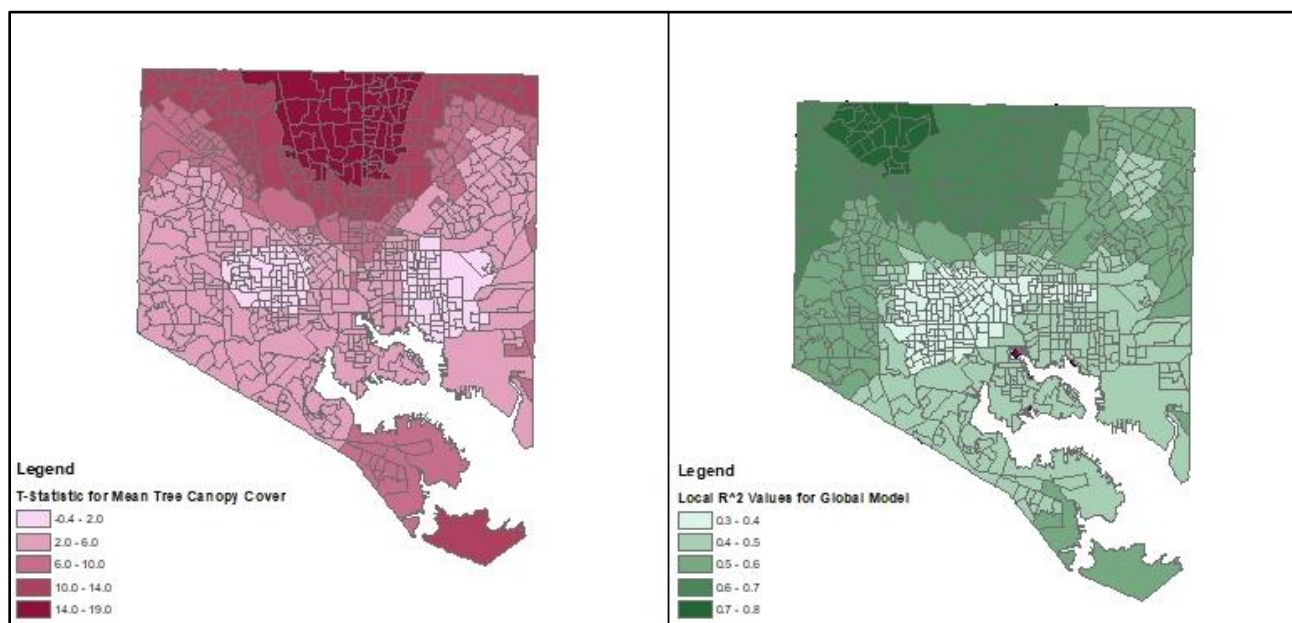 Legend
T-Statistic for Mean Tree Canopy Cover
-0.4 - 2.0
2.0 - 6.0
6.0 - 10.0
10.0 - 14.0
14.0 - 19.0
Legend
Local R^2 Values for Global Model
0.3 - 0.4
0.4 - 0.5
0.5 - 0.6
0.6 - 0.7
0.7 - 0.8